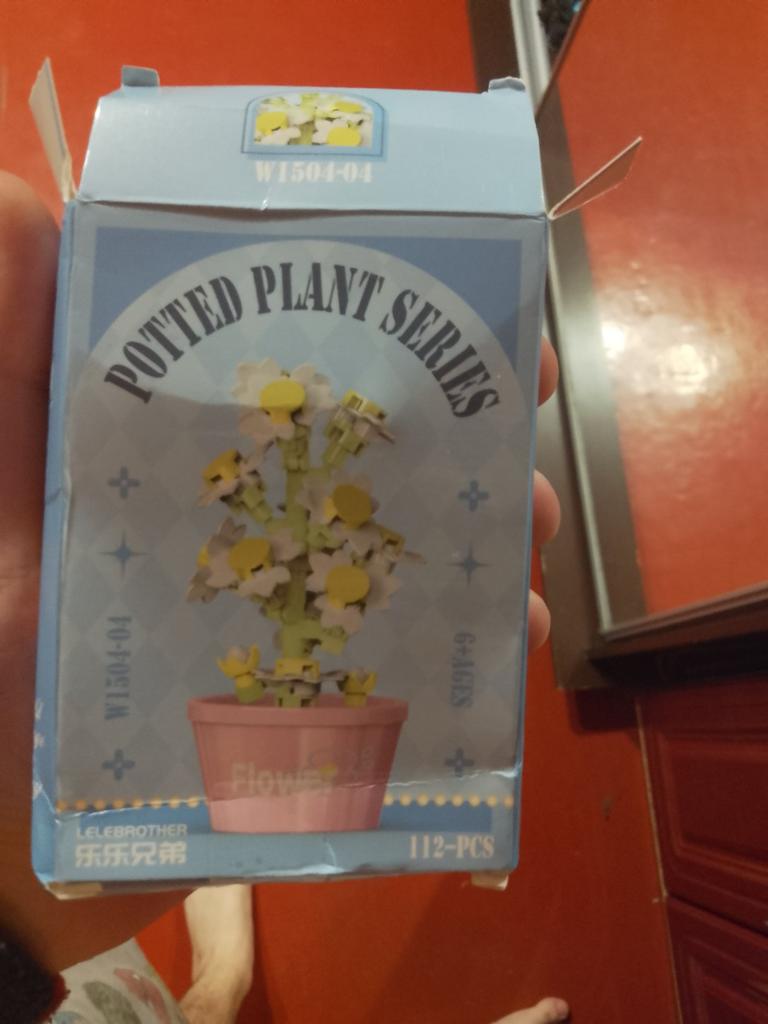 W1504-04
POTTED PLANT SERIES
W1504-04
6+AGES
Flower
LELEBROTHER
乐乐兄弟
112-PCS